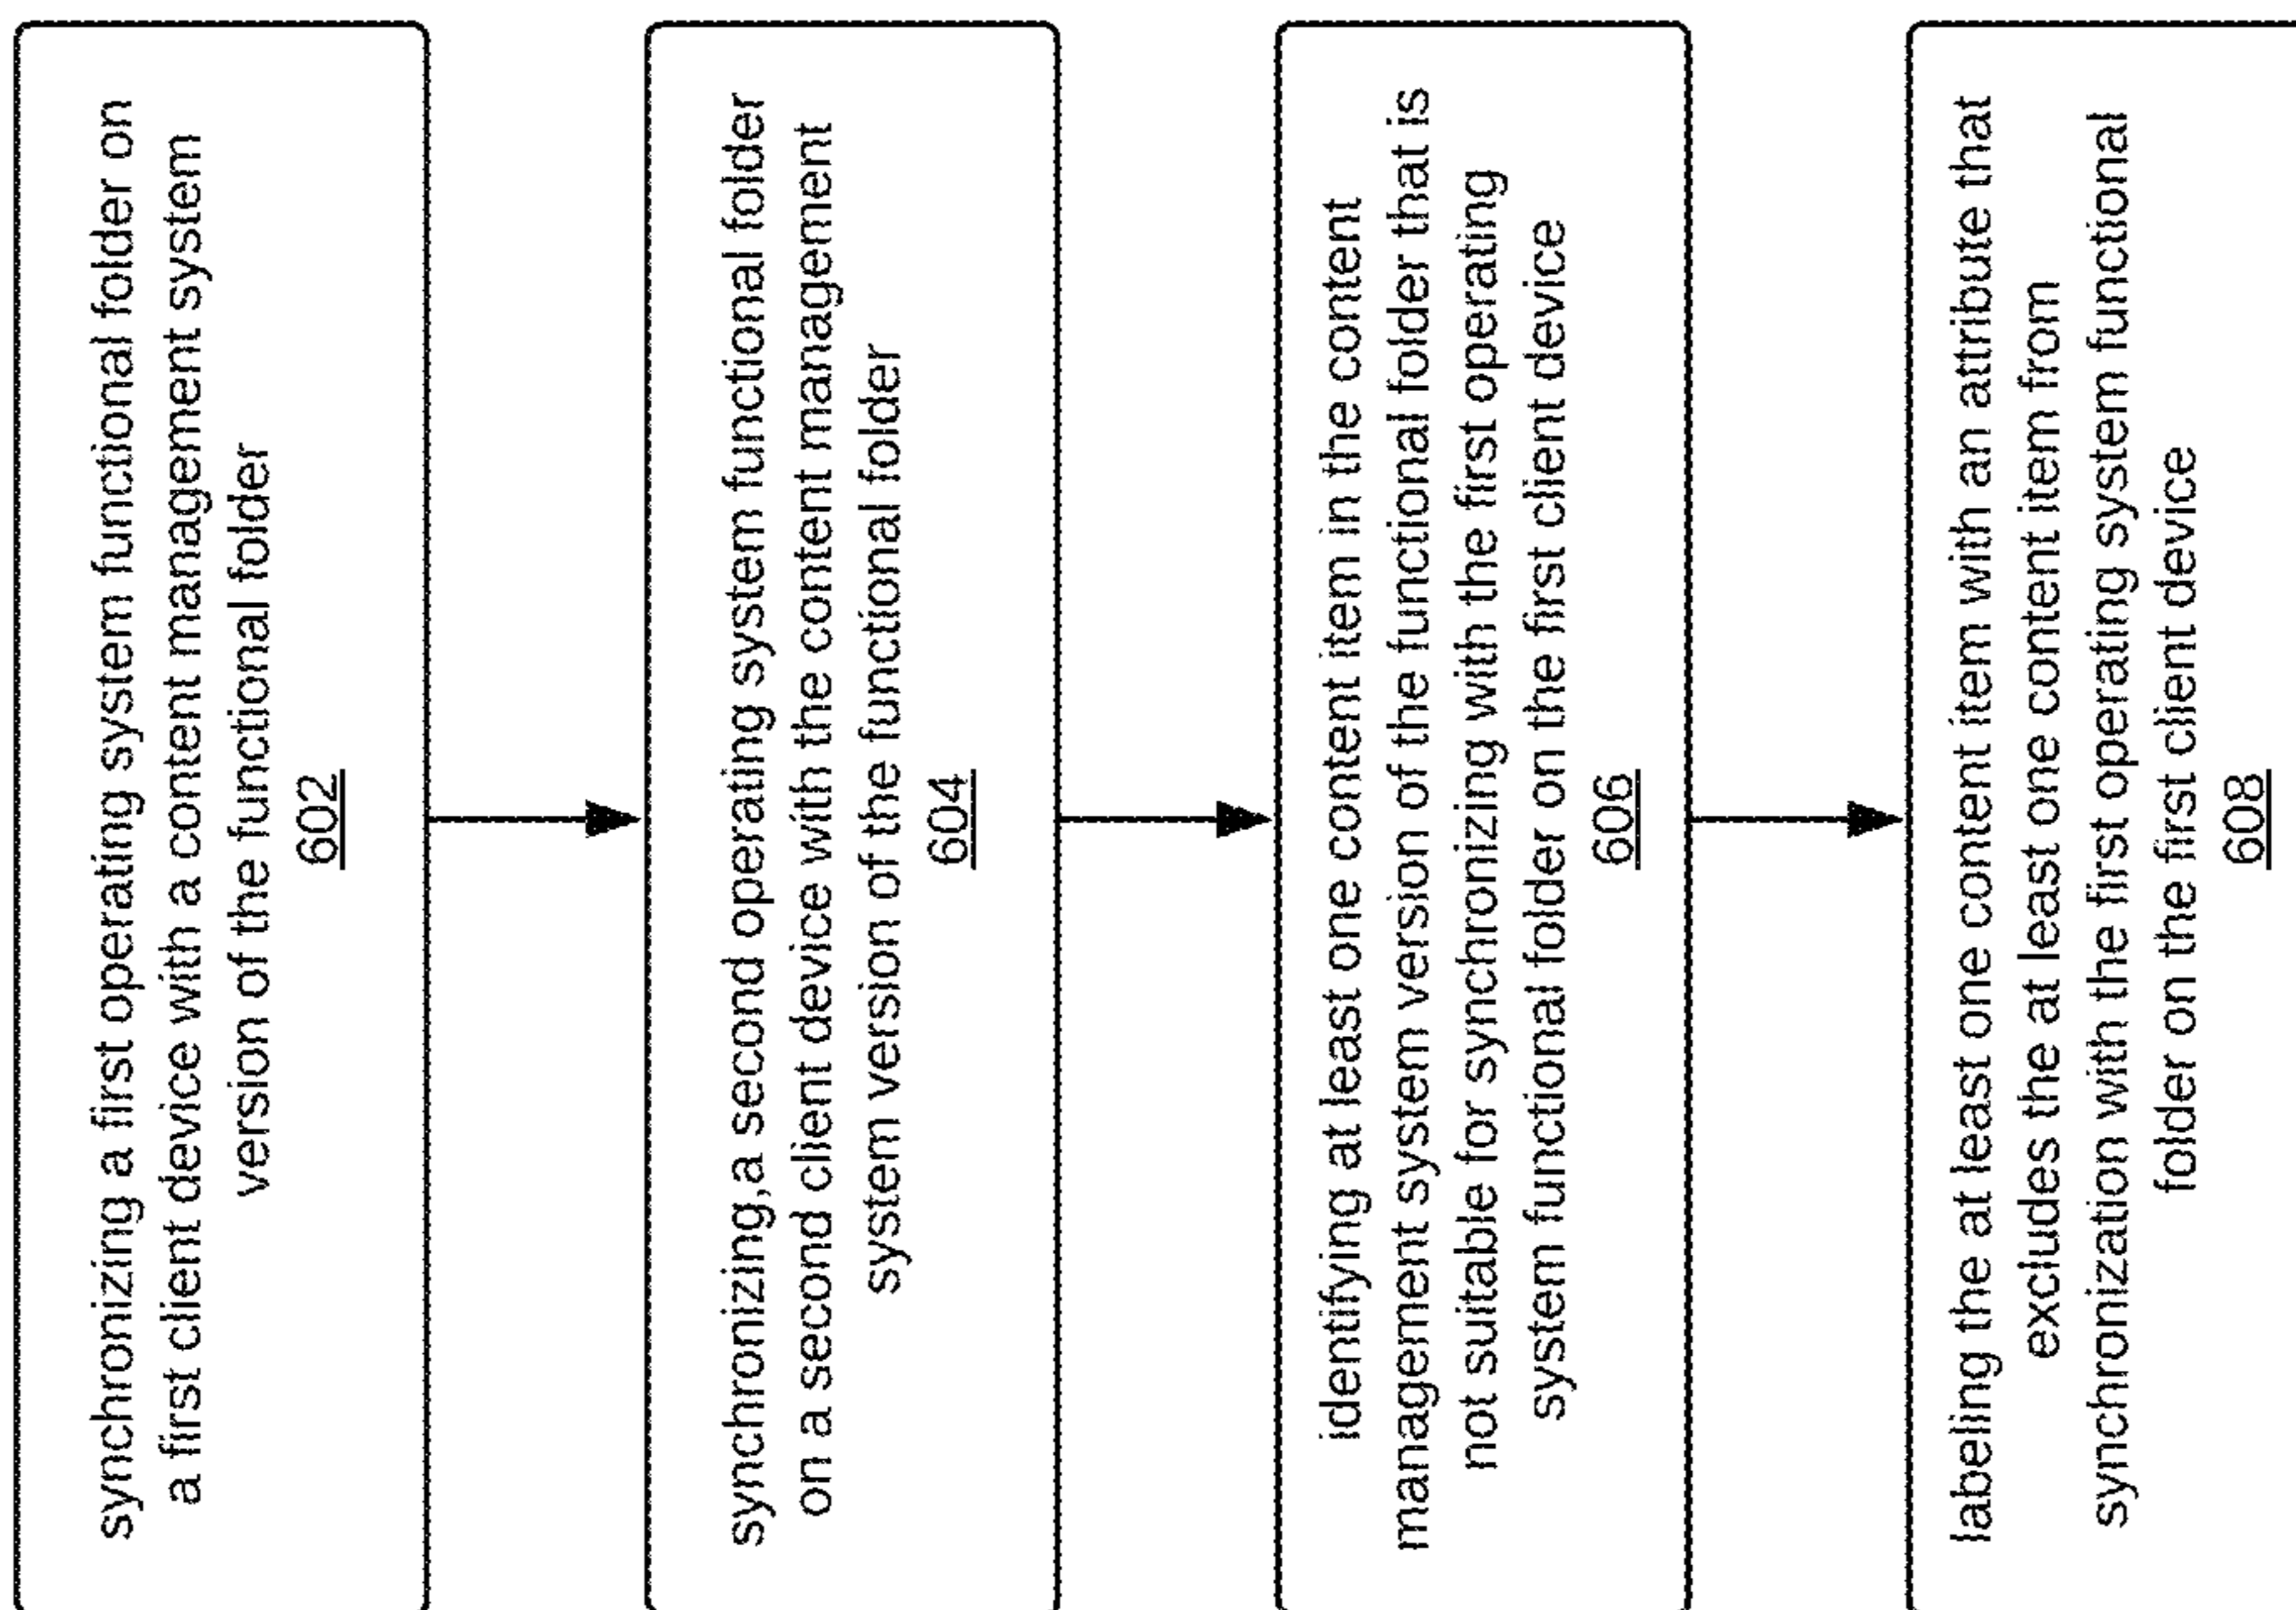 synchronizing a first operating system functional folder on
a first client device with a content management system
version of the functional folder
602
synchronizing,a second operating system functional folder
on a second client device with the content management
system version of the functional folder
604
identifying at least one content item in the content
management system version of the functional folder that is
not suitable for synchronizing with the first operating
system functional folder on the first client device
606
labeling the at least one content item with an attribute that
excludes the at least one content item from
synchronization with the first operating system functional
folder on the first client device
608